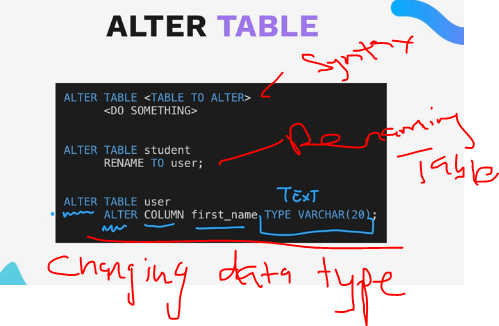 ALTER TABLE
Syntax
ALTER TABLE <TABLE TO ALTER>
<DO SOMETHING>
ALTER TABLE student
RENAME TO user;
Renaming
Table
ALTER TABLE user
TEXT
ALTER COLUMN first_name TYPE VARCHAR(20);
Changing data type